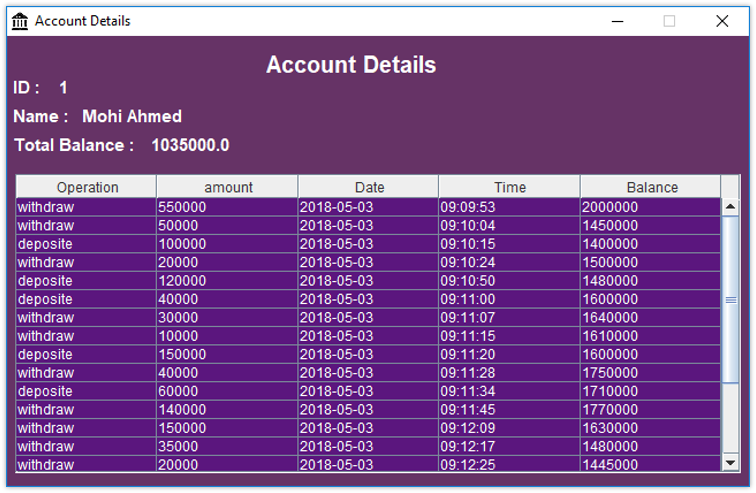 Account Details
Account Details
ID : 1
Name : Mohi Ahmed
Total Balance : 1035000.0
Operation amount Date Time Balance
withdraw 550000 2018-05-03 09:09:53 2000000
withdraw 50000 2018-05-03 09:10:04 1450000
deposite 100000 2018-05-03 09:10:15 1400000
withdraw 20000 2018-05-03 09:10:24 1500000
deposite 120000 2018-05-03 09:10:50 1480000
deposite 40000 2018-05-03 09:11:00 1600000
withdraw 30000 2018-05-03 09:11:07 1640000
withdraw 10000 2018-05-03 09:11:15 1610000
deposite 150000 2018-05-03 09:11:20 1600000
withdraw 40000 2018-05-03 09:11:28 1750000
deposite 60000 2018-05-03 09:11:34 1710000
withdraw 140000 2018-05-03 09:11:45 1770000
withdraw 150000 2018-05-03 09:12:09 1630000
withdraw 35000 2018-05-03 09:12:17 1480000
withdraw 20000 2018-05-03 09:12:25 1445000